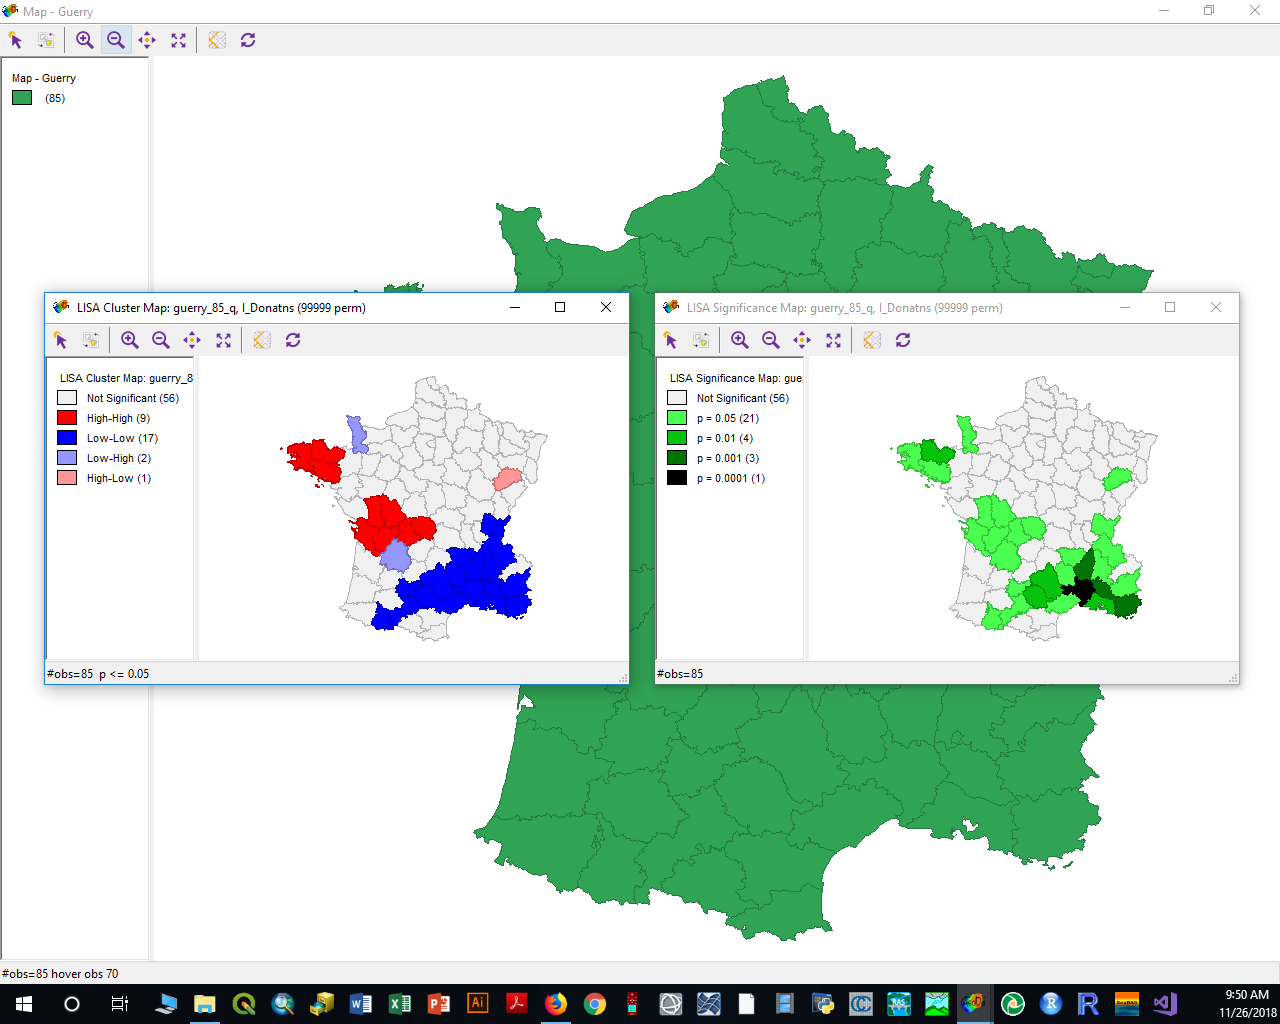 Map - Guerry
Map - Guerry
(85)
LISA Cluster Map: guerry_85_q, I_Donatns (99999 perm)
LISA Cluster Map: guerry_8
Not Significant (56)
High-High (9)
Low-Low (17)
Low-High (2)
High-Low (1)
#obs=85 p <= 0.05
LISA Significance Map: guerry_85_q, I_Donatns (99999 perm)
LISA Significance Map: gue
Not Significant (56)
p = 0.05 (21)
p = 0.01 (4)
p = 0.001 (3)
p = 0.0001 (1)
#obs=85
#obs=85 hover obs 70
9:50 AM
11/26/2018